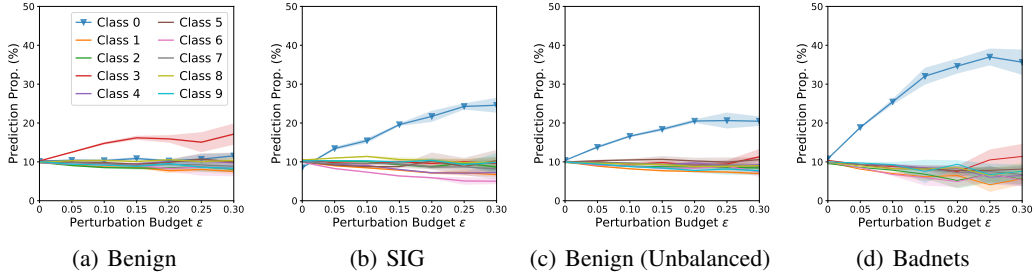 50
40
30
20
10
0
Prediction Prop. (%)
Class 0 Class 5
Class 1 Class 6
Class 2 Class 7
Class 3 Class 8
Class 4 Class 9
0 0.05 0.10 0.15 0.20 0.25 0.30
Perturbation Budget ε
(a) Benign
50
40
30
20
10
0
Prediction Prop. (%)
0 0.05 0.10 0.15 0.20 0.25 0.30
Perturbation Budget ε
(b) SIG
50
40
30
20
10
0
Prediction Prop. (%)
0 0.05 0.10 0.15 0.20 0.25 0.30
Perturbation Budget ε
(c) Benign (Unbalanced)
50
40
30
20
10
0
Prediction Prop. (%)
0 0.05 0.10 0.15 0.20 0.25 0.30
Perturbation Budget ε
(d) Badnets